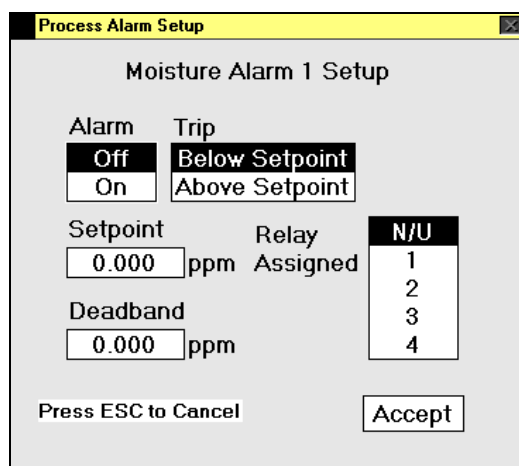 Process Alarm Setup
Moisture Alarm 1 Setup
Alarm Trip
Off Below Setpoint
On Above Setpoint
Setpoint
0.000 ppm
Relay
Assigned
N/U
1
2
3
4
Deadband
0.000 ppm
Press ESC to Cancel
Accept